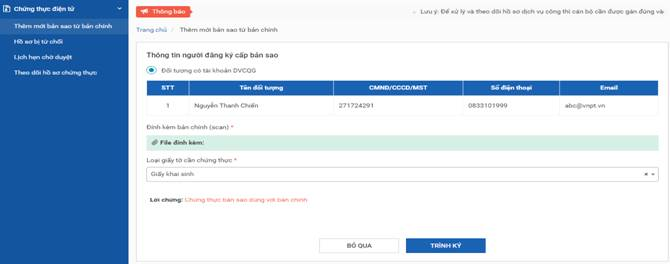 Chứng thực điện tử
Thêm mới bản sao từ bản chính
Hồ sơ bị từ chối
Lịch hẹn chờ duyệt
Theo dõi hồ sơ chứng thực
Thông báo
Lưu ý: Để xử lý và theo dõi hồ sơ dịch vụ công thì cán bộ cần được gán đúng và
Trang chủ / Thêm mới bản sao từ bản chính
Thông tin người đăng ký cấp bản sao
Đối tượng có tài khoản DVCQG
STT Tên đối tượng CMND/CCCD/MST Số điện thoại Email
1 Nguyễn Thanh Chiến 271724291 0833101999 abc@vnpt.vn
Đính kèm bản chính (scan) *
File đính kèm:
Loại giấy tờ cần chứng thực *
Giấy khai sinh
Lời chứng: Chứng thực bản sao đúng với bản chính
BỎ QUA TRÌNH KÝ